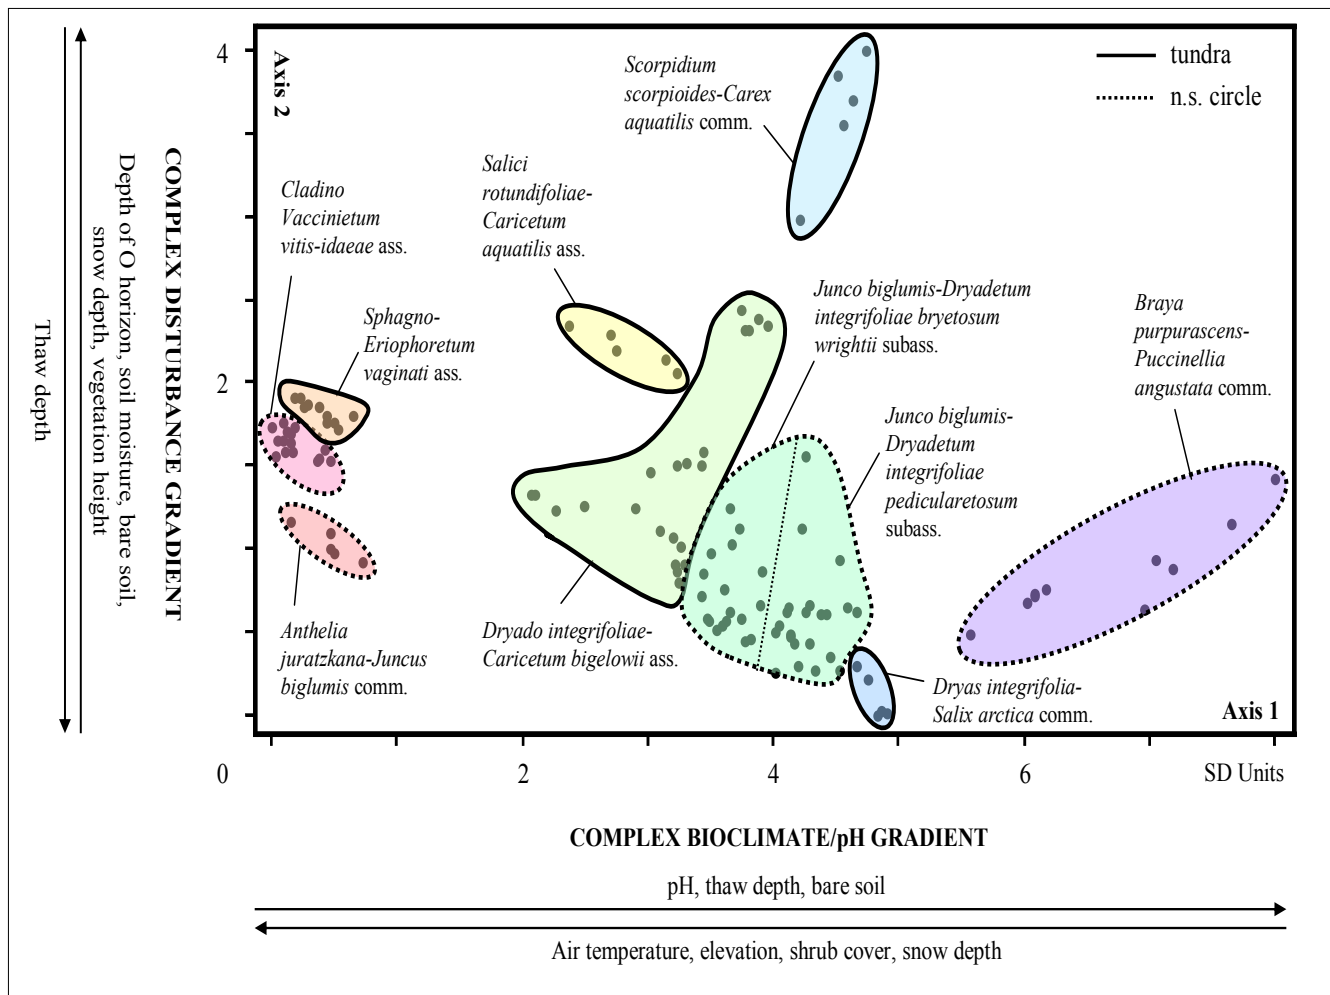 4
Axis 2
tundra
n.s. circle
Scorpidium
scorpioides-Carex
aquatilis comm.
Salici
rotundifoliae-
Caricetum
aquatilis ass.
Cladino
Vaccinietum
vitis-idaeae ass.
Sphagno-
Eriophoretum
vaginati ass.
Junco biglumis-Dryadetum
integrifoliae bryetosum
wrightii subass.
Braya
purpurascens-
Puccinellia
angustata comm.
Junco biglumis-
Dryadetum
integrifoliae
pedicularetosum
subass.
2
COMPLEX DISTURBANCE GRADIENT
Depth of O horizon, soil moisture, bare soil,
snow depth, vegetation height
Thaw depth
Anthelia
juratzkana-Juncus
biglumis comm.
Dryado integrifoliae-
Caricetum bigelowii ass.
Dryas integrifolia-
Salix arctica comm.
Axis 1
0
2
4
6
SD Units
COMPLEX BIOCLIMATE/pH GRADIENT
pH, thaw depth, bare soil
Air temperature, elevation, shrub cover, snow depth